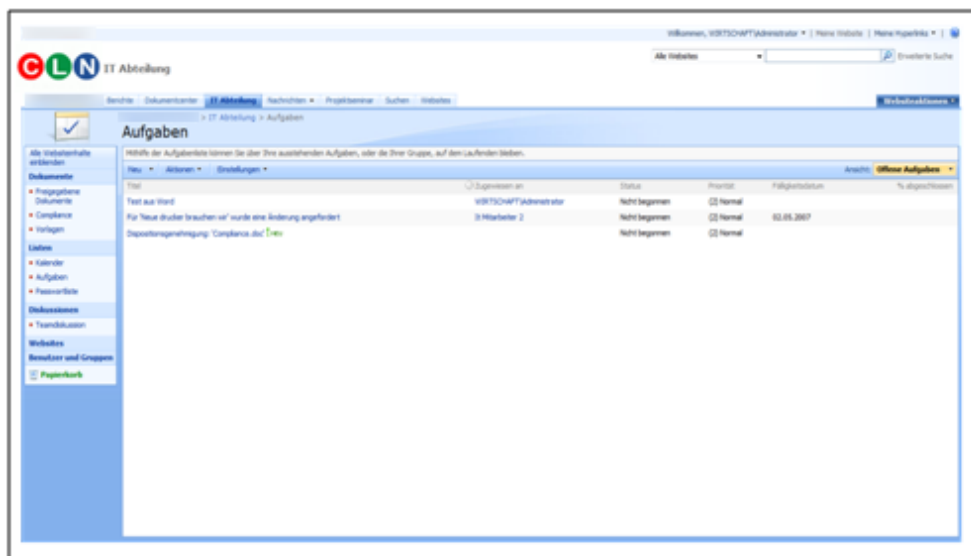 Willkommen, WIRTSCHAFT\Administrator | Meine Website | Meine Hyperlinks |
CLN IT Abteilung
Alle Websites
Erweiterte Suche
Berichte Dokumentcenter IT Abteilung Nachrichten Projektseminar Suchen Websites
Websiteaktionen
> IT Abteilung > Aufgaben
Aufgaben
Alle Websiteinhalte
einblenden
Mithilfe der Aufgabenliste können Sie über Ihre ausstehenden Aufgaben, oder die Ihrer Gruppe, auf dem Laufenden bleiben.
Neu Aktionen Einstellungen
Ansicht: Offene Aufgaben
Titel Zugewiesen an Status Priorität Fälligkeitsdatum % abgeschlossen
Test aus Word WIRTSCHAFT\Administrator Nicht begonnen (2) Normal
Für 'Neue drucker brauchen wir' wurde eine Änderung angefordert It Mitarbeiter 2 Nicht begonnen (2) Normal 02.05.2007
Dispositionsgenehmigung: 'Compliance.doc' Nicht begonnen (2) Normal
Dokumente
Freigegebene
Dokumente
Compliance
Vorlagen
Listen
Kalender
Aufgaben
Passwortliste
Diskussionen
Teamdiskussion
Websites
Benutzer und Gruppen
Papierkorb